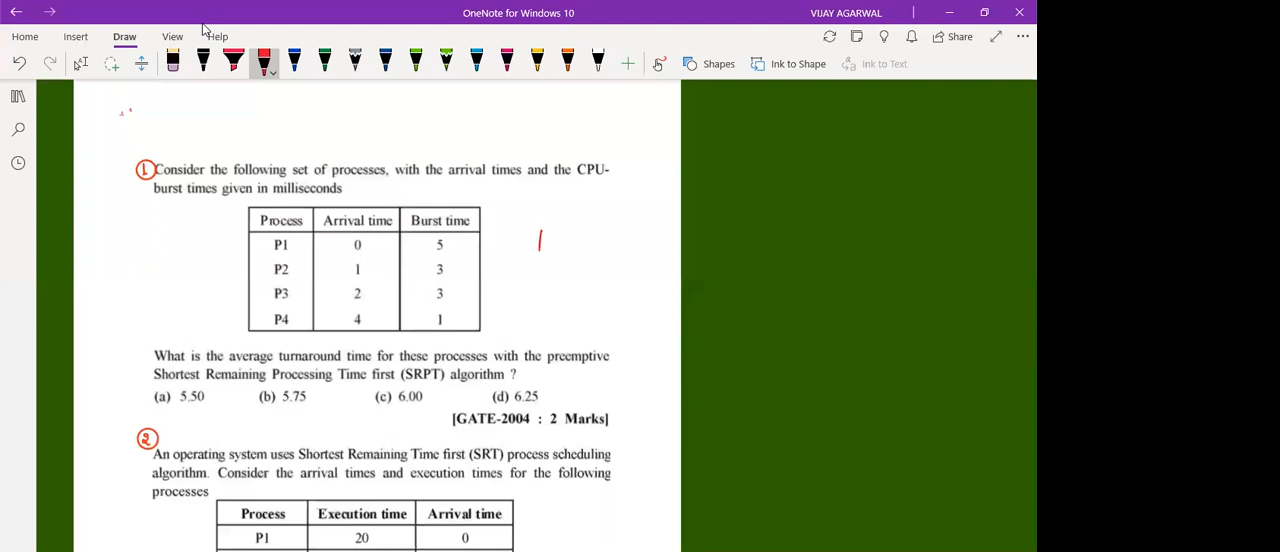 OneNote for Windows 10
VIJAY AGARWAL
Home Insert Draw View Help
Share
Shapes Ink to Shape Ink to Text
1 Consider the following set of processes, with the arrival times and the CPU-
burst times given in milliseconds
Process Arrival time Burst time
P1 0 5
P2 1 3
P3 2 3
P4 4 1
What is the average turnaround time for these processes with the preemptive
Shortest Remaining Processing Time first (SRPT) algorithm ?
(a) 5.50 (b) 5.75 (c) 6.00 (d) 6.25
[GATE-2004 : 2 Marks]
2
An operating system uses Shortest Remaining Time first (SRT) process scheduling
algorithm. Consider the arrival times and execution times for the following
processes
Process Execution time Arrival time
P1 20 0